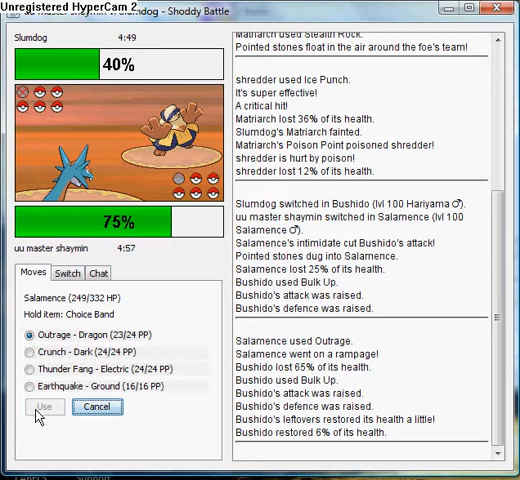 Unregistered HyperCam 2
uu master shaymin v. Slumdog - Shoddy Battle
Slumdog 4:49
40%
75%
uu master shaymin 4:57
Moves Switch Chat
Salamence (249/332 HP)
Hold item: Choice Band
Outrage - Dragon (23/24 PP)
Crunch - Dark (24/24 PP)
Thunder Fang - Electric (24/24 PP)
Earthquake - Ground (16/16 PP)
Use Cancel
Matriarch used Stealth Rock.
Pointed stones float in the air around the foe's team!
shredder used Ice Punch.
It's super effective!
A critical hit!
Matriarch lost 36% of its health.
Slumdog's Matriarch fainted.
Matriarch's Poison Point poisoned shredder!
shredder is hurt by poison!
shredder lost 12% of its health.
Slumdog switched in Bushido (lvl 100 Hariyama ♂).
uu master shaymin switched in Salamence (lvl 100
Salamence ♂).
Salamence's intimidate cut Bushido's attack!
Pointed stones dug into Salamence.
Salamence lost 25% of its health.
Bushido used Bulk Up.
Bushido's attack was raised.
Bushido's defence was raised.
Salamence used Outrage.
Salamence went on a rampage!
Bushido lost 65% of its health.
Bushido used Bulk Up.
Bushido's attack was raised.
Bushido's defence was raised.
Bushido's leftovers restored its health a little!
Bushido restored 6% of its health.